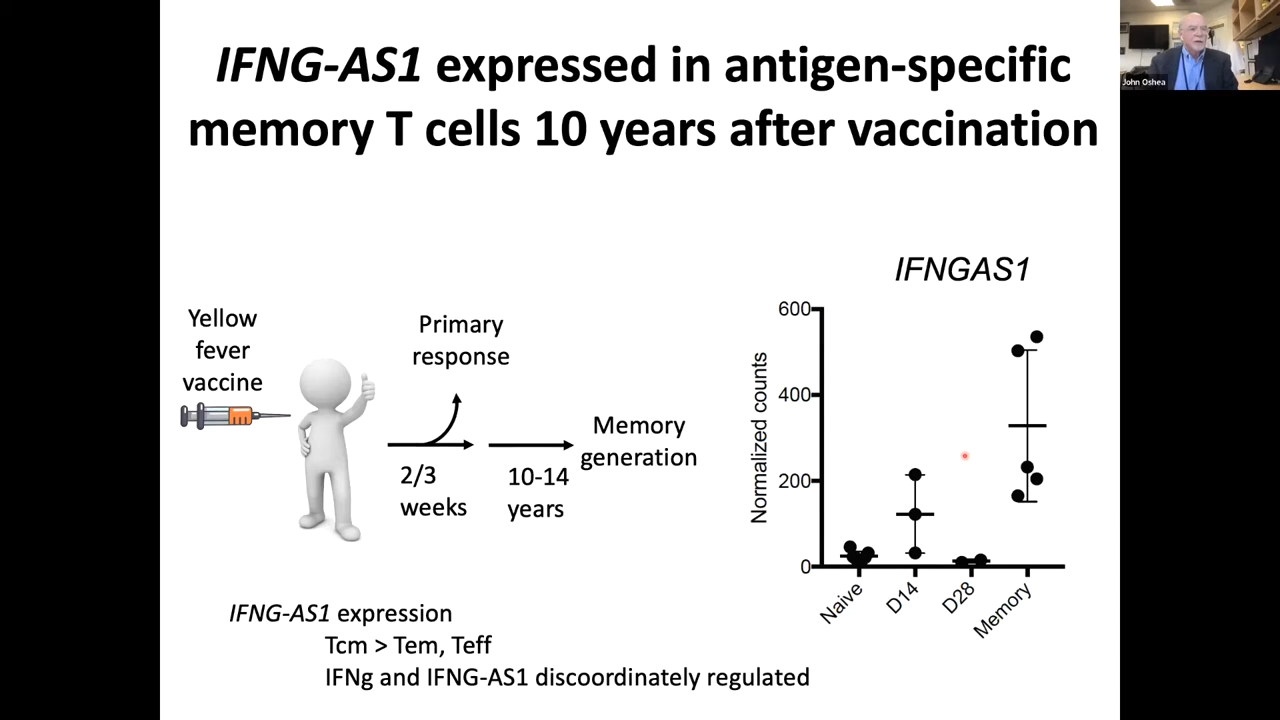 IFNG-AS1 expressed in antigen-specific
memory T cells 10 years after vaccination
John Oshea
Yellow
fever
vaccine
Primary
response
2/3
weeks
10-14
years
Memory
generation
IFNGAS1
Normalized counts
600
400
200
0
Naive
D14
D28
Memory
IFNG-AS1 expression
Tcm > Tem, Teff
IFNg and IFNG-AS1 discoordinately regulated